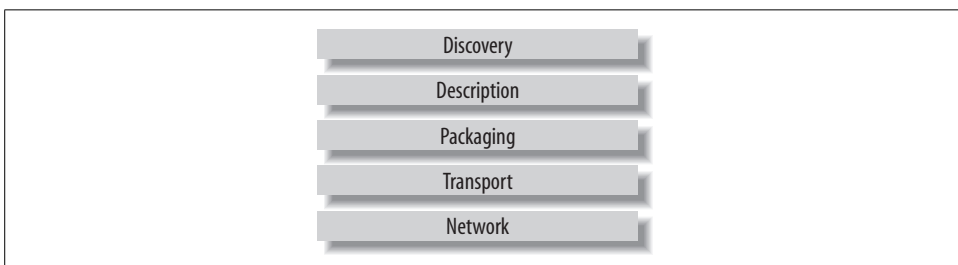 Discovery
Description
Packaging
Transport
Network